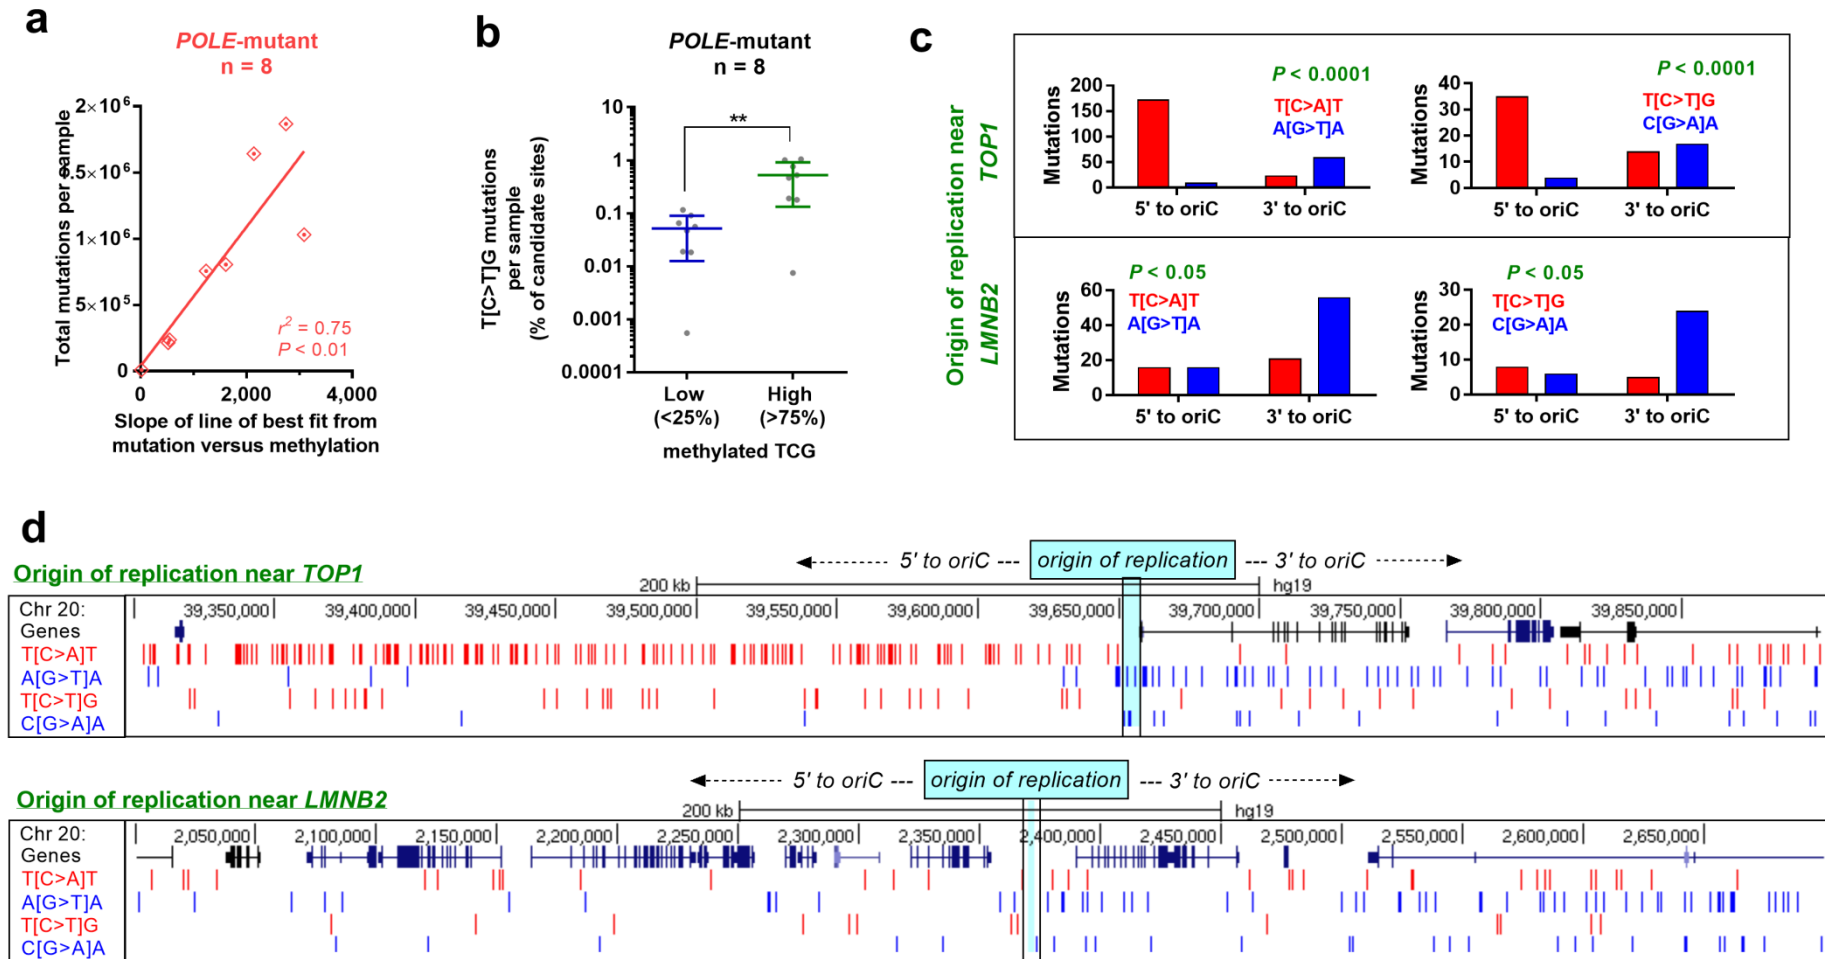 a
POLE-mutant
n = 8
Total mutations per sample
2×10⁶
1.5×10⁶
1×10⁶
5×10⁵
0
r² = 0.75
P < 0.01
0
2,000
4,000
Slope of line of best fit from
mutation versus methylation
b
POLE-mutant
n = 8
T[C>T]G mutations
per sample
(% of candidate sites)
10
1
0.1
0.01
0.001
0.0001
**
Low
(<25%)
High
(>75%)
methylated TCG
c
Origin of replication near
TOP1
LMNB2
Mutations
200
150
100
50
0
P < 0.0001
T[C>A]T
A[G>T]A
5' to oriC
3' to oriC
Mutations
40
30
20
10
0
P < 0.0001
T[C>T]G
C[G>A]A
5' to oriC
3' to oriC
Mutations
60
40
20
0
P < 0.05
T[C>A]T
A[G>T]A
5' to oriC
3' to oriC
Mutations
30
20
10
0
P < 0.05
T[C>T]G
C[G>A]A
5' to oriC
3' to oriC
d
Origin of replication near TOP1
5' to oriC --- origin of replication --- 3' to oriC
200 kb hg19
Chr 20: 39,350,000 39,400,000 39,450,000 39,500,000 39,550,000 39,600,000 39,650,000 39,700,000 39,750,000 39,800,000 39,850,000
Genes
T[C>A]T
A[G>T]A
T[C>T]G
C[G>A]A
Origin of replication near LMNB2
5' to oriC --- origin of replication --- 3' to oriC
200 kb hg19
Chr 20: 2,050,000 2,100,000 2,150,000 2,200,000 2,250,000 2,300,000 2,350,000 2,400,000 2,450,000 2,500,000 2,550,000 2,600,000 2,650,000
Genes
T[C>A]T
A[G>T]A
T[C>T]G
C[G>A]A